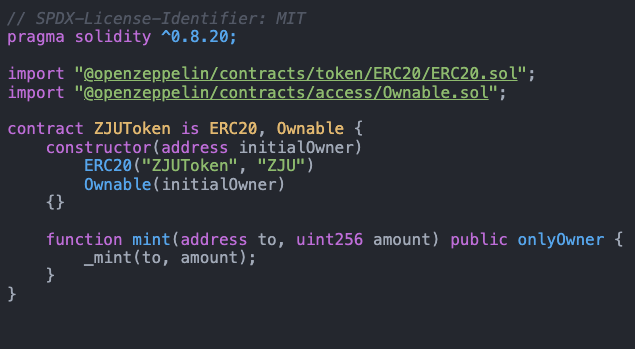 // SPDX-License-Identifier: MIT
pragma solidity ^0.8.20;

import "@openzeppelin/contracts/token/ERC20/ERC20.sol";
import "@openzeppelin/contracts/access/Ownable.sol";

contract ZJUToken is ERC20, Ownable {
    constructor(address initialOwner)
        ERC20("ZJUToken", "ZJU")
        Ownable(initialOwner)
    {}

    function mint(address to, uint256 amount) public onlyOwner {
        _mint(to, amount);
    }
}